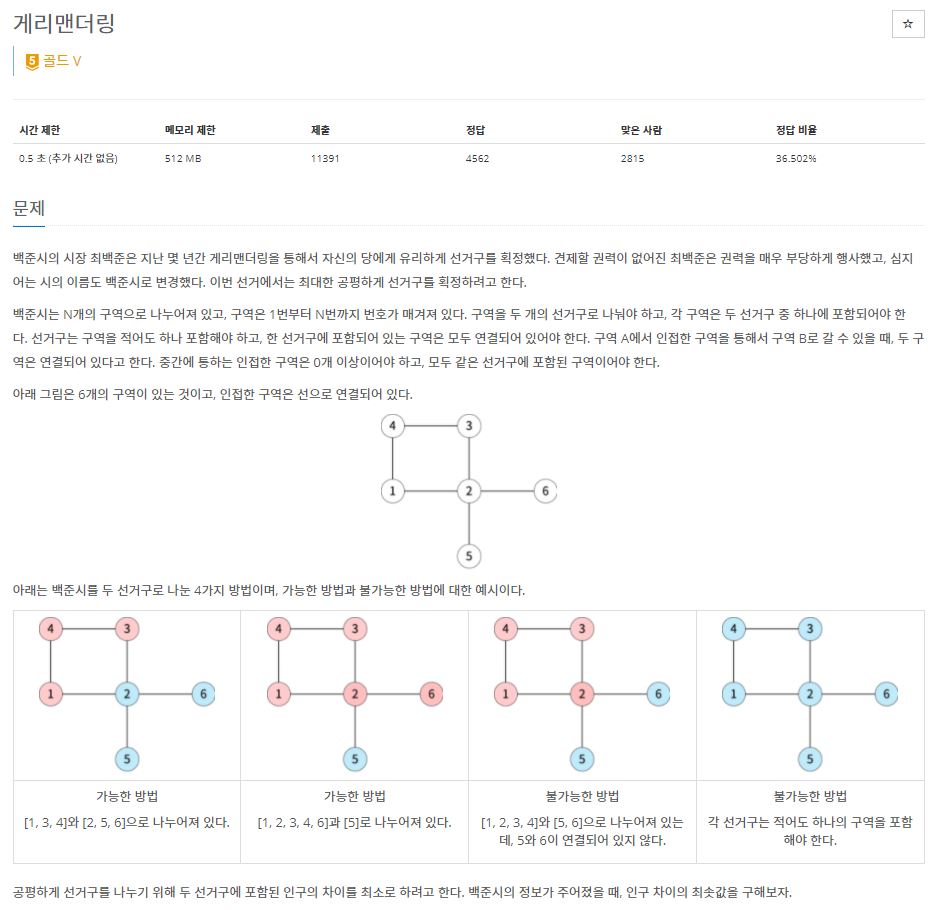 게리맨더링
☆
5 골드 V
시간 제한 메모리 제한 제출 정답 맞은 사람 정답 비율
0.5 초 (추가 시간 없음) 512 MB 11391 4562 2815 36.502%
문제
백준시의 시장 최백준은 지난 몇 년간 게리맨더링을 통해서 자신의 당에게 유리하게 선거구를 획정했다. 견제할 권력이 없어진 최백준은 권력을 매우 부당하게 행사했고, 심지
어는 시의 이름도 백준시로 변경했다. 이번 선거에서는 최대한 공평하게 선거구를 획정하려고 한다.
백준시는 N개의 구역으로 나누어져 있고, 구역은 1번부터 N번까지 번호가 매겨져 있다. 구역을 두 개의 선거구로 나눠야 하고, 각 구역은 두 선거구 중 하나에 포함되어야 한
다. 선거구는 구역을 적어도 하나 포함해야 하고, 한 선거구에 포함되어 있는 구역은 모두 연결되어 있어야 한다. 구역 A에서 인접한 구역을 통해서 구역 B로 갈 수 있을 때, 두 구
역은 연결되어 있다고 한다. 중간에 통하는 인접한 구역은 0개 이상이어야 하고, 모두 같은 선거구에 포함된 구역이어야 한다.
아래 그림은 6개의 구역이 있는 것이고, 인접한 구역은 선으로 연결되어 있다.
4 3
1 2 6
5
아래는 백준시를 두 선거구로 나눈 4가지 방법이며, 가능한 방법과 불가능한 방법에 대한 예시이다.
4 3 4 3 4 3 4 3
1 2 6 1 2 6 1 2 6 1 2 6
5 5 5 5
가능한 방법 가능한 방법 불가능한 방법 불가능한 방법
[1, 3, 4]와 [2, 5, 6]으로 나누어져 있다. [1, 2, 3, 4, 6]과 [5]로 나누어져 있다. [1, 2, 3, 4]와 [5, 6]으로 나누어져 있는 각 선거구는 적어도 하나의 구역을 포함
데, 5와 6이 연결되어 있지 않다. 해야 한다.
공평하게 선거구를 나누기 위해 두 선거구에 포함된 인구의 차이를 최소로 하려고 한다. 백준시의 정보가 주어졌을 때, 인구 차이의 최솟값을 구해보자.